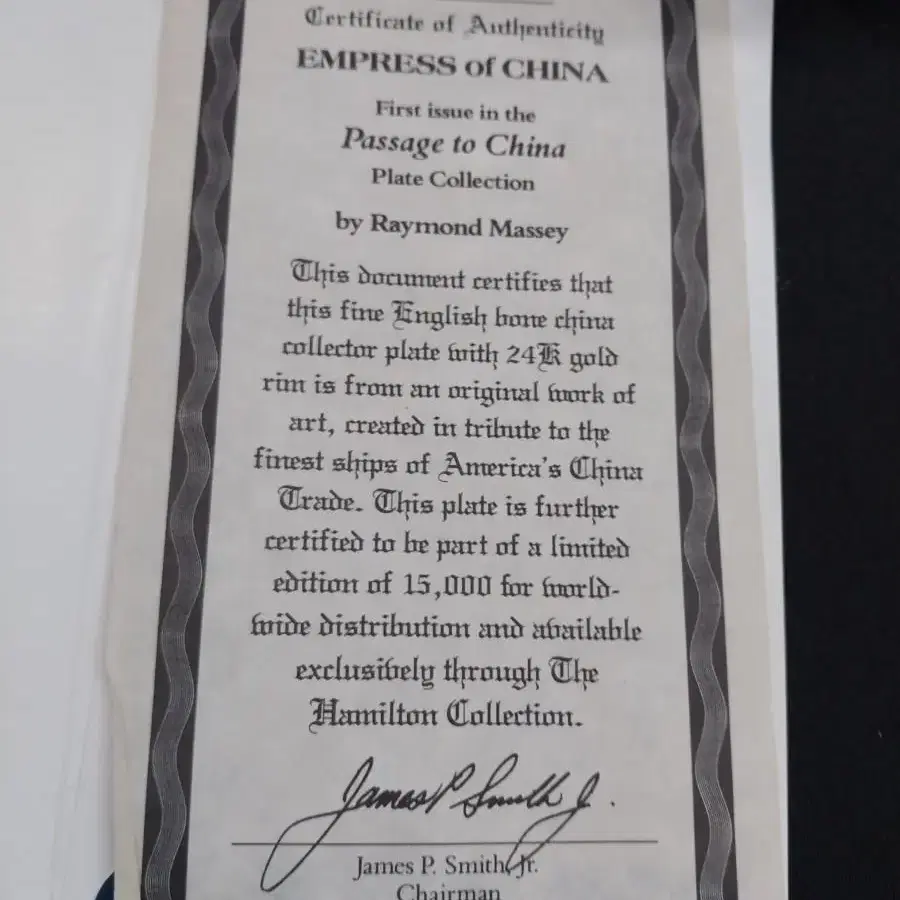 Certificate of Authenticity
EMPRESS of CHINA
First issue in the
Passage to China
Plate Collection
by Raymond Massey
This document certifies that
this fine English bone china
collector plate with 24K gold
rim is from an original work of
art, created in tribute to the
finest ships of America's China
Trade. This plate is further
certified to be part of a limited
edition of 15,000 for world-
wide distribution and available
exclusively through The
Hamilton Collection.
James P Smith Jr.
James P. Smith, Jr.
Chairman